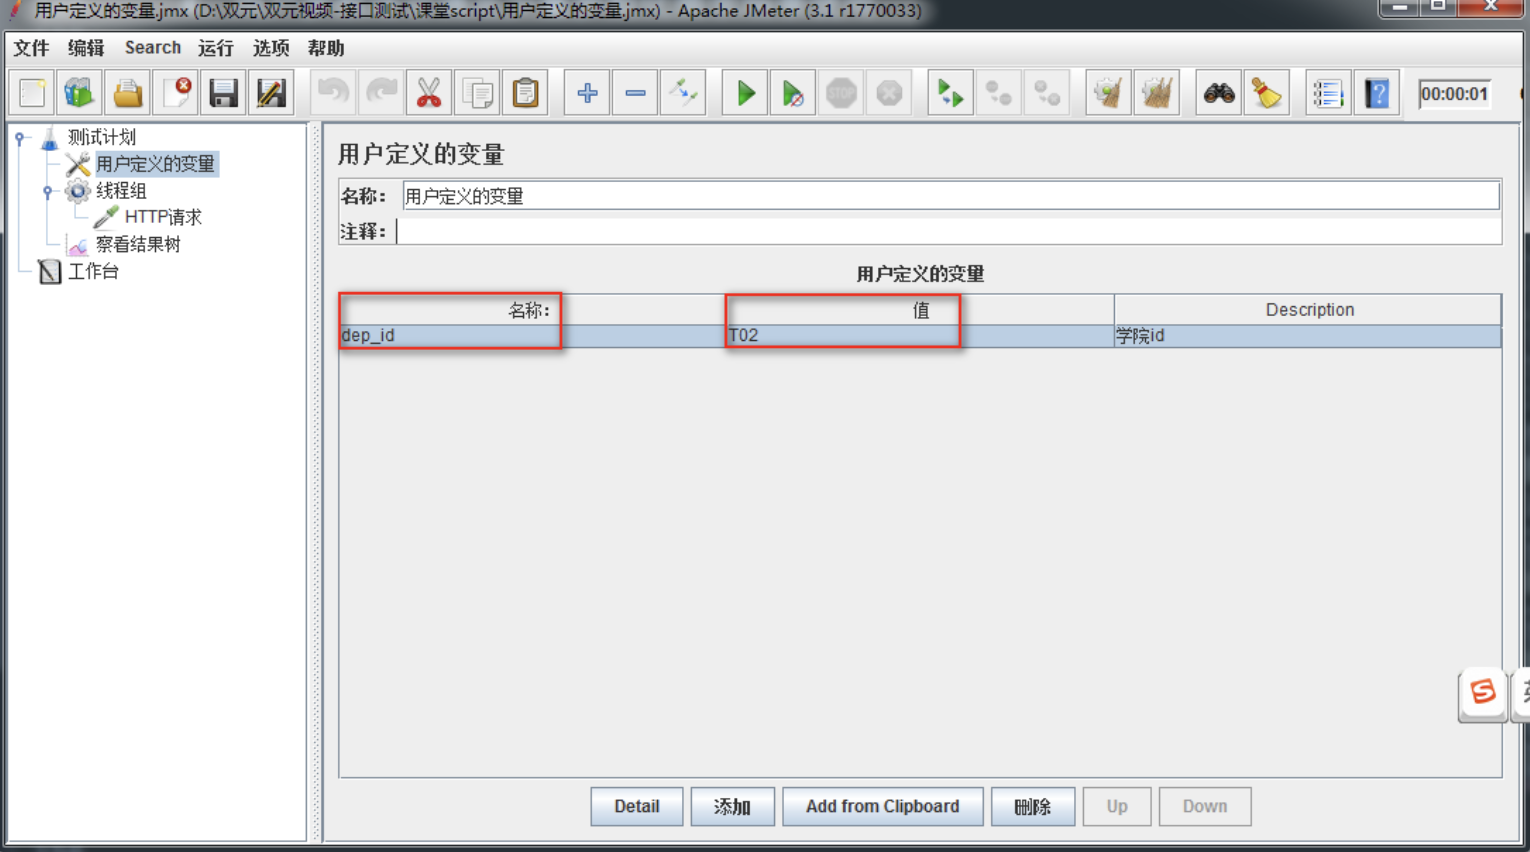 用户定义的变量.jmx (D:\双元\双元视频-接口测试\课堂script\用户定义的变量.jmx) - Apache JMeter (3.1 r1770033)
文件 编辑 Search 运行 选项 帮助
STOP
00:00:01
测试计划
用户定义的变量
线程组
HTTP请求
察看结果树
工作台
用户定义的变量
名称： 用户定义的变量
注释：
用户定义的变量
名称: 值 Description
dep_id T02 学院id
Detail 添加 Add from Clipboard 删除 Up Down